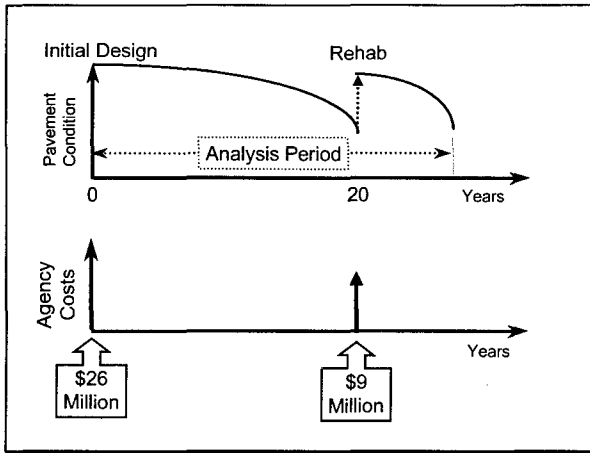 Initial Design
Rehab
Pavement
Condition
Analysis Period
0
20
Years
Agency
Costs
Years
$26
Million
$9
Million